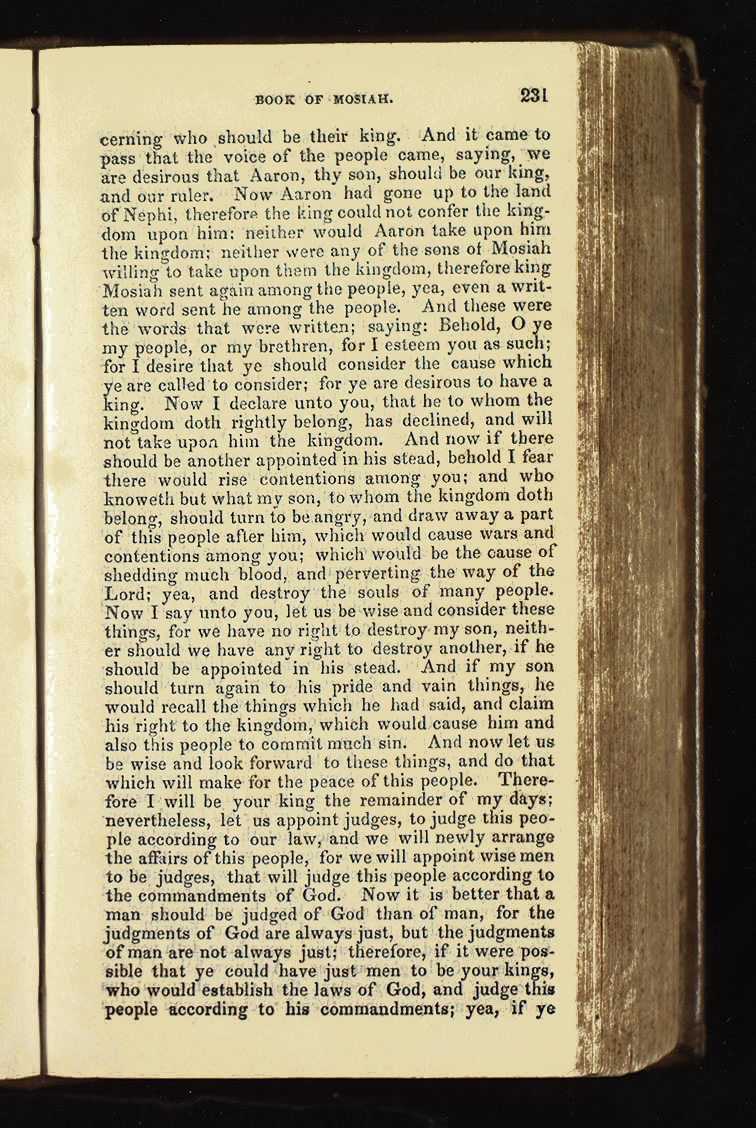 BOOK OF MOSIAH. 231
cerning who should be their king. And it came to
pass that the voice of the people came, saying, we
are desirous that Aaron, thy son, should be our king,
and our ruler. Now Aaron had gone up to the land
of Nephi, therefore the king could not confer the king-
dom upon him: neither would Aaron take upon him
the kingdom; neither were any of the sons of Mosiah
willing to take upon them the kingdom, therefore king
Mosiah sent again among the people, yea, even a writ-
ten word sent he among the people. And these were
the words that were written; saying: Behold, O ye
my people, or my brethren, for I esteem you as such;
for I desire that ye should consider the cause which
ye are called to consider; for ye are desirous to have a
king. Now I declare unto you, that he to whom the
kingdom doth rightly belong, has declined, and will
not take upon him the kingdom. And now if there
should be another appointed in his stead, behold I fear
there would rise contentions among you; and who
knoweth but what my son, to whom the kingdom doth
belong, should turn to be angry, and draw away a part
of this people after him, which would cause wars and
contentions among you; which would be the cause of
shedding much blood, and perverting the way of the
Lord; yea, and destroy the souls of many people.
Now I say unto you, let us be wise and consider these
things, for we have no right to destroy my son, neith-
er should we have any right to destroy another, if he
should be appointed in his stead. And if my son
should turn again to his pride and vain things, he
would recall the things which he had said, and claim
his right to the kingdom, which would cause him and
also this people to commit much sin. And now let us
be wise and look forward to these things, and do that
which will make for the peace of this people. There-
fore I will be your king the remainder of my days;
nevertheless, let us appoint judges, to judge this peo-
ple according to our law, and we will newly arrange
the affairs of this people, for we will appoint wise men
to be judges, that will judge this people according to
the commandments of God. Now it is better that a
man should be judged of God than of man, for the
judgments of God are always just, but the judgments
of man are not always just; therefore, if it were pos-
sible that ye could have just men to be your kings,
who would establish the laws of God, and judge this
people according to his commandments; yea, if ye